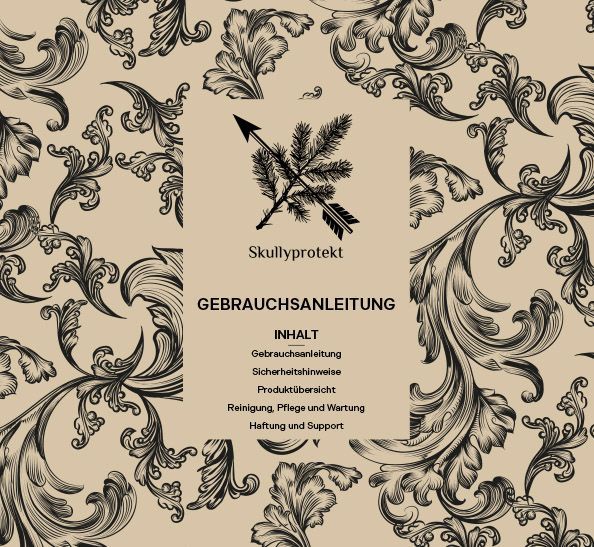 Skullyprotekt
GEBRAUCHSANLEITUNG
INHALT
Gebrauchsanleitung
Sicherheitshinweise
Produktübersicht
Reinigung, Pflege und Wartung
Haftung und Support